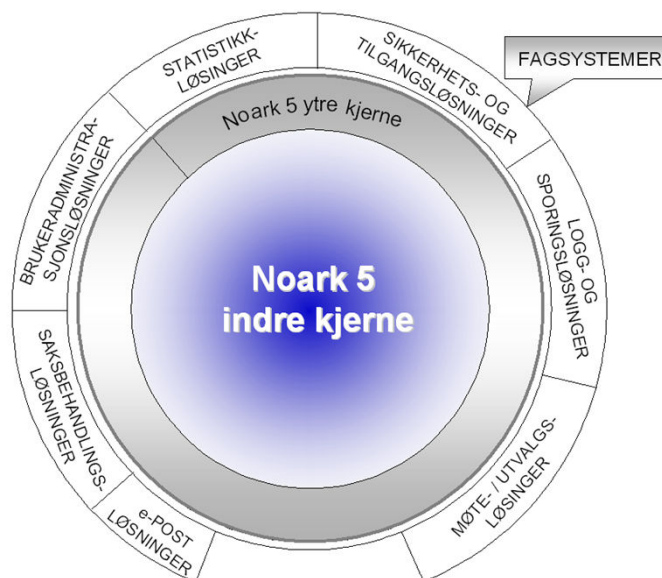 STATISTIKK-
LØSINGER
SIKKERHETS- OG
TILGANGSLØSNINGER
FAGSYSTEMER
BRUKERADMINISTRA-
SJONSLØSNINGER
Noark 5 ytre kjerne
LOGG- OG
SPORINGSLØSNINGER
Noark 5
indre kjerne
SAKSBEHANDLINGS-
LØSNINGER
e-POST
LØSNINGER
MØTE- / UTVALGS-
LØSINGER